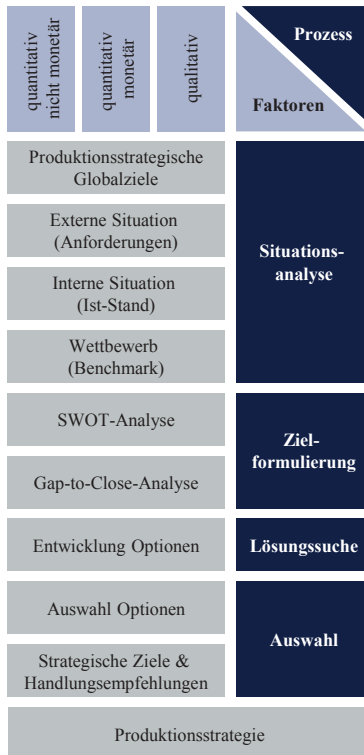 quantitativ
nicht monetär
quantitativ
monetär
qualitativ
Prozess
Faktoren
Produktionsstrategische
Globalziele
Externe Situation
(Anforderungen)
Interne Situation
(Ist-Stand)
Wettbewerb
(Benchmark)
Situations-
analyse
SWOT-Analyse
Gap-to-Close-Analyse
Ziel-
formulierung
Entwicklung Optionen
Lösungssuche
Auswahl Optionen
Strategische Ziele &
Handlungsempfehlungen
Auswahl
Produktionsstrategie